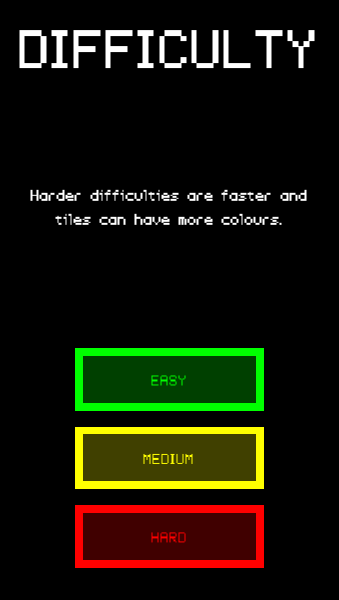 DIFFICULTY
Harder difficulties are faster and
tiles can have more colours.
EASY
MEDIUM
HARD